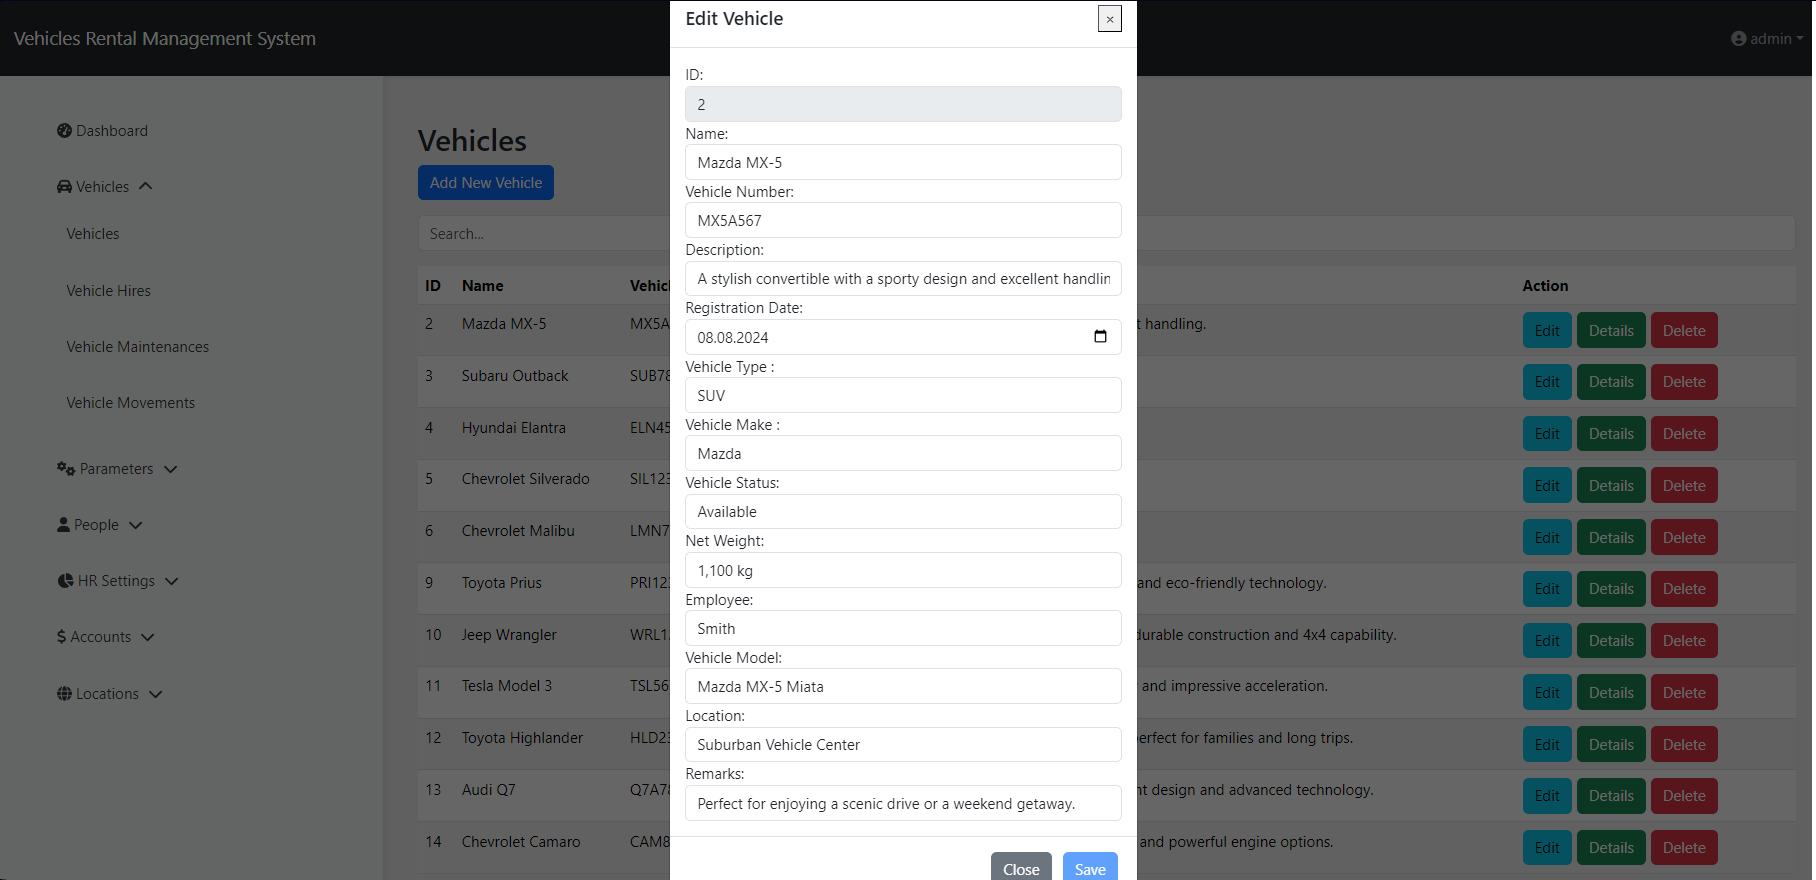 Vehicles Rental Management System
admin
Dashboard
Vehicles
Vehicles
Vehicle Hires
Vehicle Maintenances
Vehicle Movements
Parameters
People
HR Settings
Accounts
Locations
Vehicles
Add New Vehicle
Search...
ID Name Vehicl Action
2 Mazda MX-5 MX5A t handling. Edit Details Delete
3 Subaru Outback SUB78 Edit Details Delete
4 Hyundai Elantra ELN45 Edit Details Delete
5 Chevrolet Silverado SIL123 Edit Details Delete
6 Chevrolet Malibu LMN7 Edit Details Delete
9 Toyota Prius PRI123 and eco-friendly technology. Edit Details Delete
10 Jeep Wrangler WRL1 durable construction and 4x4 capability. Edit Details Delete
11 Tesla Model 3 TSL56 and impressive acceleration. Edit Details Delete
12 Toyota Highlander HLD23 erfect for families and long trips. Edit Details Delete
13 Audi Q7 Q7A78 nt design and advanced technology. Edit Details Delete
14 Chevrolet Camaro CAM8 and powerful engine options. Edit Details Delete
Edit Vehicle
×
ID:
2
Name:
Mazda MX-5
Vehicle Number:
MX5A567
Description:
A stylish convertible with a sporty design and excellent handlin
Registration Date:
08.08.2024
Vehicle Type :
SUV
Vehicle Make :
Mazda
Vehicle Status:
Available
Net Weight:
1,100 kg
Employee:
Smith
Vehicle Model:
Mazda MX-5 Miata
Location:
Suburban Vehicle Center
Remarks:
Perfect for enjoying a scenic drive or a weekend getaway.
Close Save